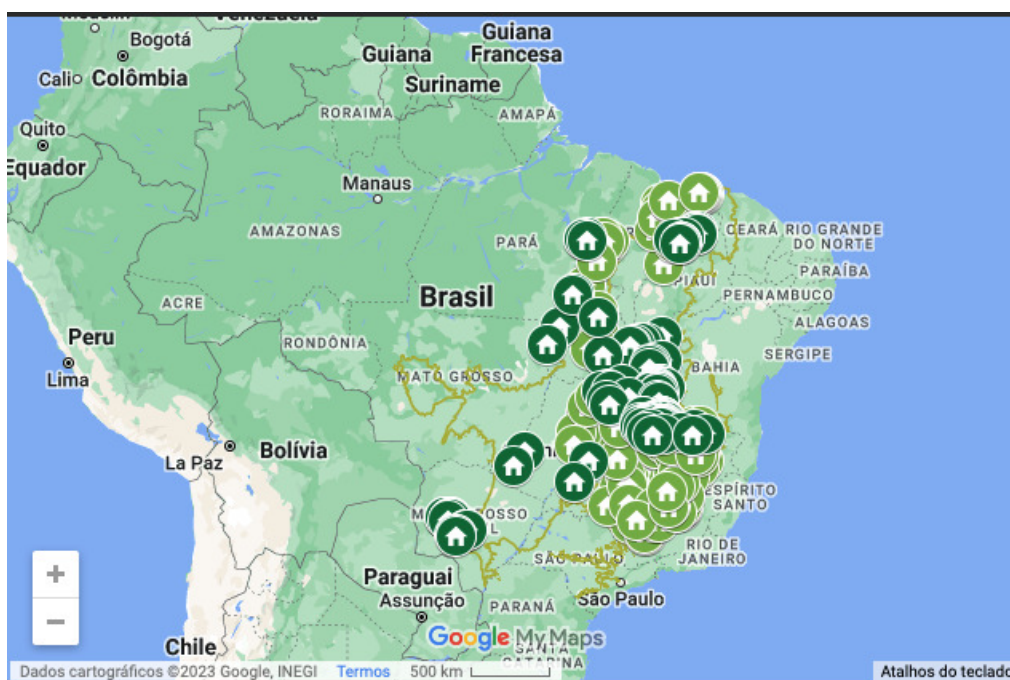 Bogotá
Cali
Colômbia
Guiana
Guiana
Francesa
Suriname
RORAIMA
AMAPÁ
Quito
Equador
Manaus
AMAZONAS
PARÁ
CEARÁ
RIO GRANDE
DO NORTE
PARAÍBA
PIAUÍ
PERNAMBUCO
Brasil
ACRE
ALAGOAS
Peru
RONDÔNIA
SERGIPE
Lima
MATO GROSSO
BAHIA
Bolívia
La Paz
ESPÍRITO
SANTO
RIO DE
JANEIRO
SÃO PAULO
Paraguai
Assunção
São Paulo
PARANÁ
Google My Maps
SANTA
CATARINA
Chile
+
−
Dados cartográficos ©2023 Google, INEGI Termos 500 km
Atalhos do teclado